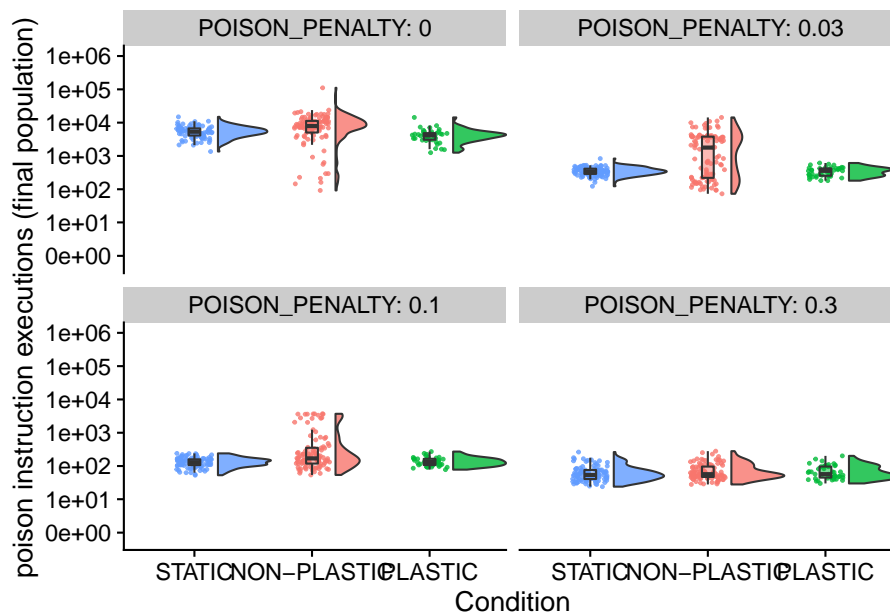 poison instruction executions (final population)
POISON_PENALTY: 0
POISON_PENALTY: 0.03
1e+06
1e+05
1e+04
1e+03
1e+02
1e+01
0e+00
POISON_PENALTY: 0.1
POISON_PENALTY: 0.3
1e+06
1e+05
1e+04
1e+03
1e+02
1e+01
0e+00
STATIC NON−PLASTIC PLASTIC
STATIC NON−PLASTIC PLASTIC
Condition